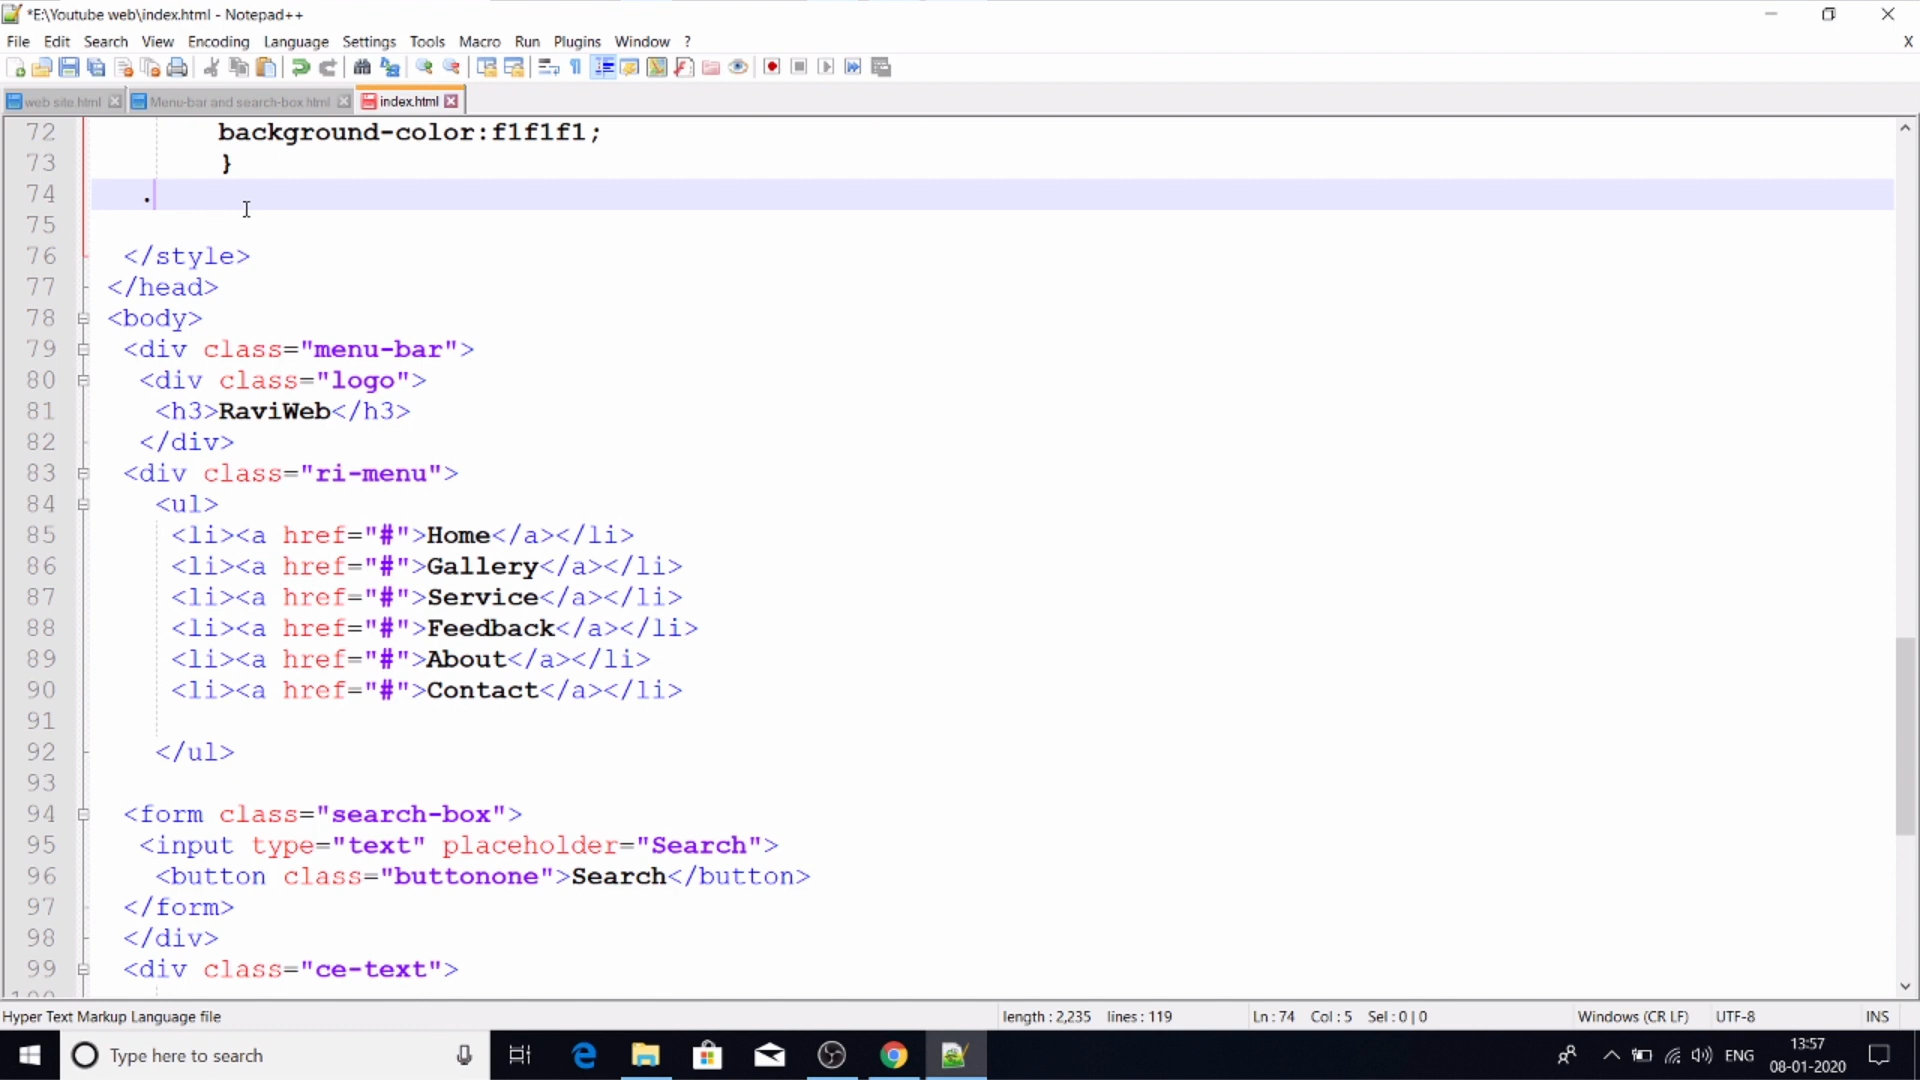 *E:\Youtube web\index.html - Notepad++
File Edit Search View Encoding Language Settings Tools Macro Run Plugins Window ? X
web site.html Menu-bar and search-box.html index.html
72 background-color:f1f1f1;
73 }
74 .
75
76 </style>
77 </head>
78 <body>
79 <div class="menu-bar">
80 <div class="logo">
81 <h3>RaviWeb</h3>
82 </div>
83 <div class="ri-menu">
84 <ul>
85 <li><a href="#">Home</a></li>
86 <li><a href="#">Gallery</a></li>
87 <li><a href="#">Service</a></li>
88 <li><a href="#">Feedback</a></li>
89 <li><a href="#">About</a></li>
90 <li><a href="#">Contact</a></li>
91
92 </ul>
93
94 <form class="search-box">
95 <input type="text" placeholder="Search">
96 <button class="buttonone">Search</button>
97 </form>
98 </div>
99 <div class="ce-text">
100
Hyper Text Markup Language file length : 2,235 lines : 119 Ln : 74 Col : 5 Sel : 0 | 0 Windows (CR LF) UTF-8 INS
Type here to search ENG 13:57
08-01-2020